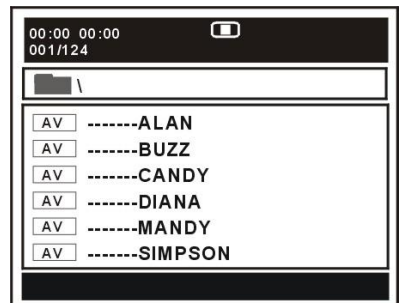 00:00 00:00
001/124
\
AV -------ALAN
AV -------BUZZ
AV -------CANDY
AV -------DIANA
AV -------MANDY
AV -------SIMPSON